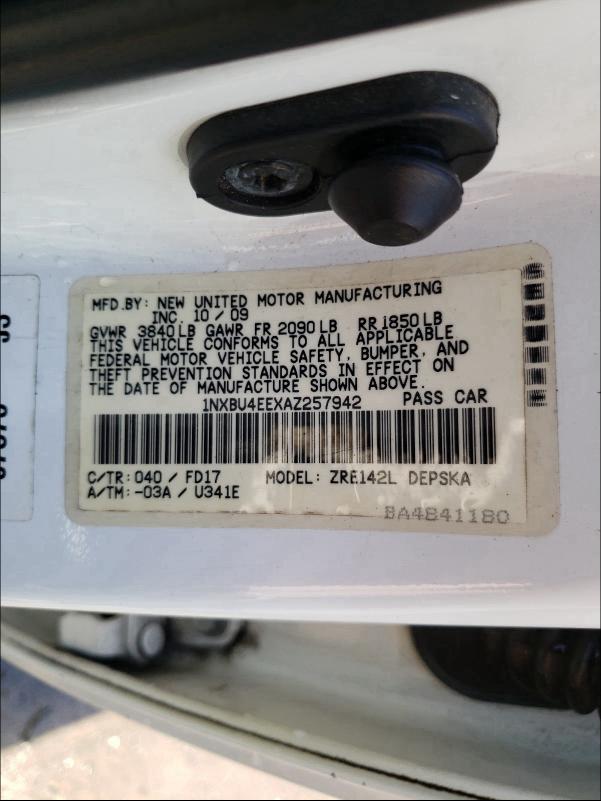 MFD.BY: NEW UNITED MOTOR MANUFACTURING
INC. 10 / 09
GVWR 3840 LB GAWR FR 2090 LB RR 1850 LB
THIS VEHICLE CONFORMS TO ALL APPLICABLE
FEDERAL MOTOR VEHICLE SAFETY, BUMPER, AND
THEFT PREVENTION STANDARDS IN EFFECT ON
THE DATE OF MANUFACTURE SHOWN ABOVE.
1NXBU4EEXAZ257942 PASS CAR
C/TR: 040 / FD17 MODEL: ZRE142L DEPSKA
A/TM: -03A / U341E
BA4841180